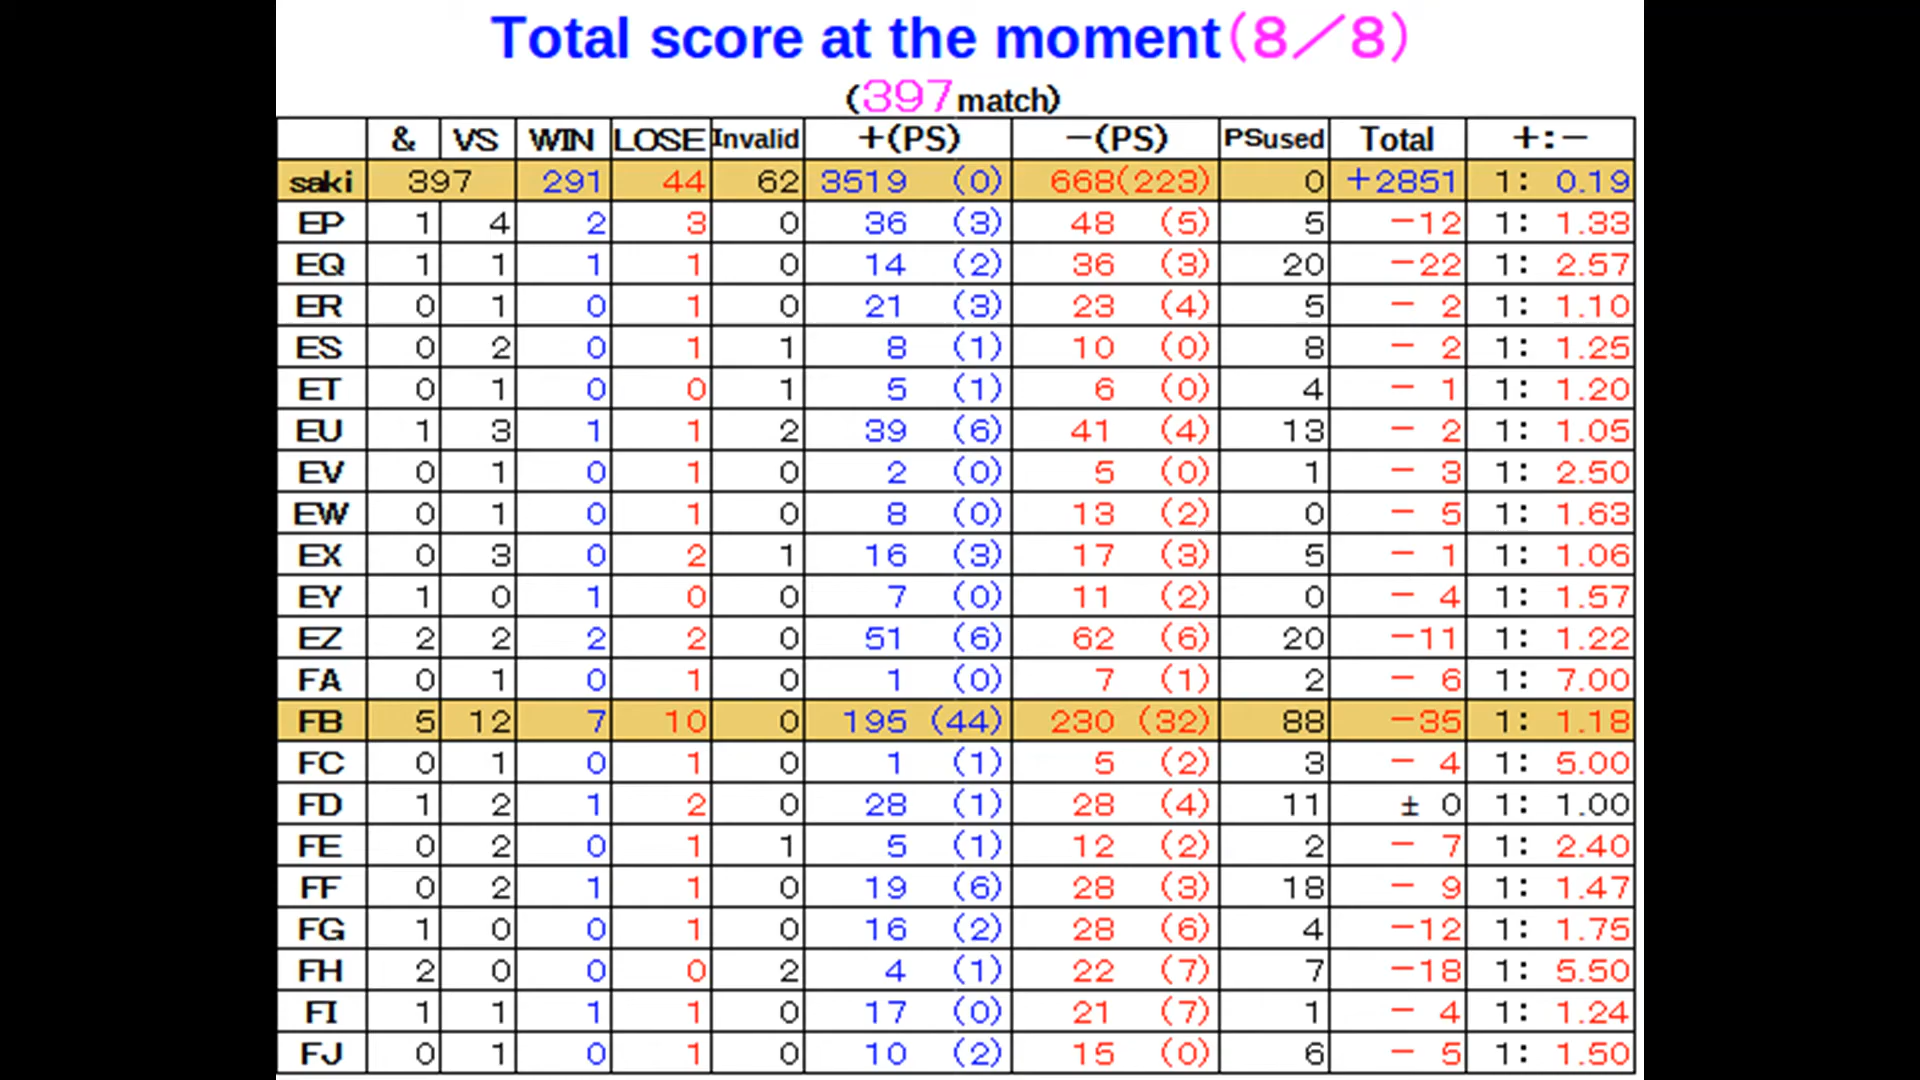 Total score at the moment(8／8)
(397match)
& VS WIN LOSE Invalid +(PS) −(PS) PSused Total +:−
saki 397 291 44 62 3519 (0) 668(223) 0 +2851 1: 0.19
EP 1 4 2 3 0 36 (3) 48 (5) 5 −12 1: 1.33
EQ 1 1 1 1 0 14 (2) 36 (3) 20 −22 1: 2.57
ER 0 1 0 1 0 21 (3) 23 (4) 5 − 2 1: 1.10
ES 0 2 0 1 1 8 (1) 10 (0) 8 − 2 1: 1.25
ET 0 1 0 0 1 5 (1) 6 (0) 4 − 1 1: 1.20
EU 1 3 1 1 2 39 (6) 41 (4) 13 − 2 1: 1.05
EV 0 1 0 1 0 2 (0) 5 (0) 1 − 3 1: 2.50
EW 0 1 0 1 0 8 (0) 13 (2) 0 − 5 1: 1.63
EX 0 3 0 2 1 16 (3) 17 (3) 5 − 1 1: 1.06
EY 1 0 1 0 0 7 (0) 11 (2) 0 − 4 1: 1.57
EZ 2 2 2 2 0 51 (6) 62 (6) 20 −11 1: 1.22
FA 0 1 0 1 0 1 (0) 7 (1) 2 − 6 1: 7.00
FB 5 12 7 10 0 195 (44) 230 (32) 88 −35 1: 1.18
FC 0 1 0 1 0 1 (1) 5 (2) 3 − 4 1: 5.00
FD 1 2 1 2 0 28 (1) 28 (4) 11 ± 0 1: 1.00
FE 0 2 0 1 1 5 (1) 12 (2) 2 − 7 1: 2.40
FF 0 2 1 1 0 19 (6) 28 (3) 18 − 9 1: 1.47
FG 1 0 0 1 0 16 (2) 28 (6) 4 −12 1: 1.75
FH 2 0 0 0 2 4 (1) 22 (7) 7 −18 1: 5.50
FI 1 1 1 1 0 17 (0) 21 (7) 1 − 4 1: 1.24
FJ 0 1 0 1 0 10 (2) 15 (0) 6 − 5 1: 1.50